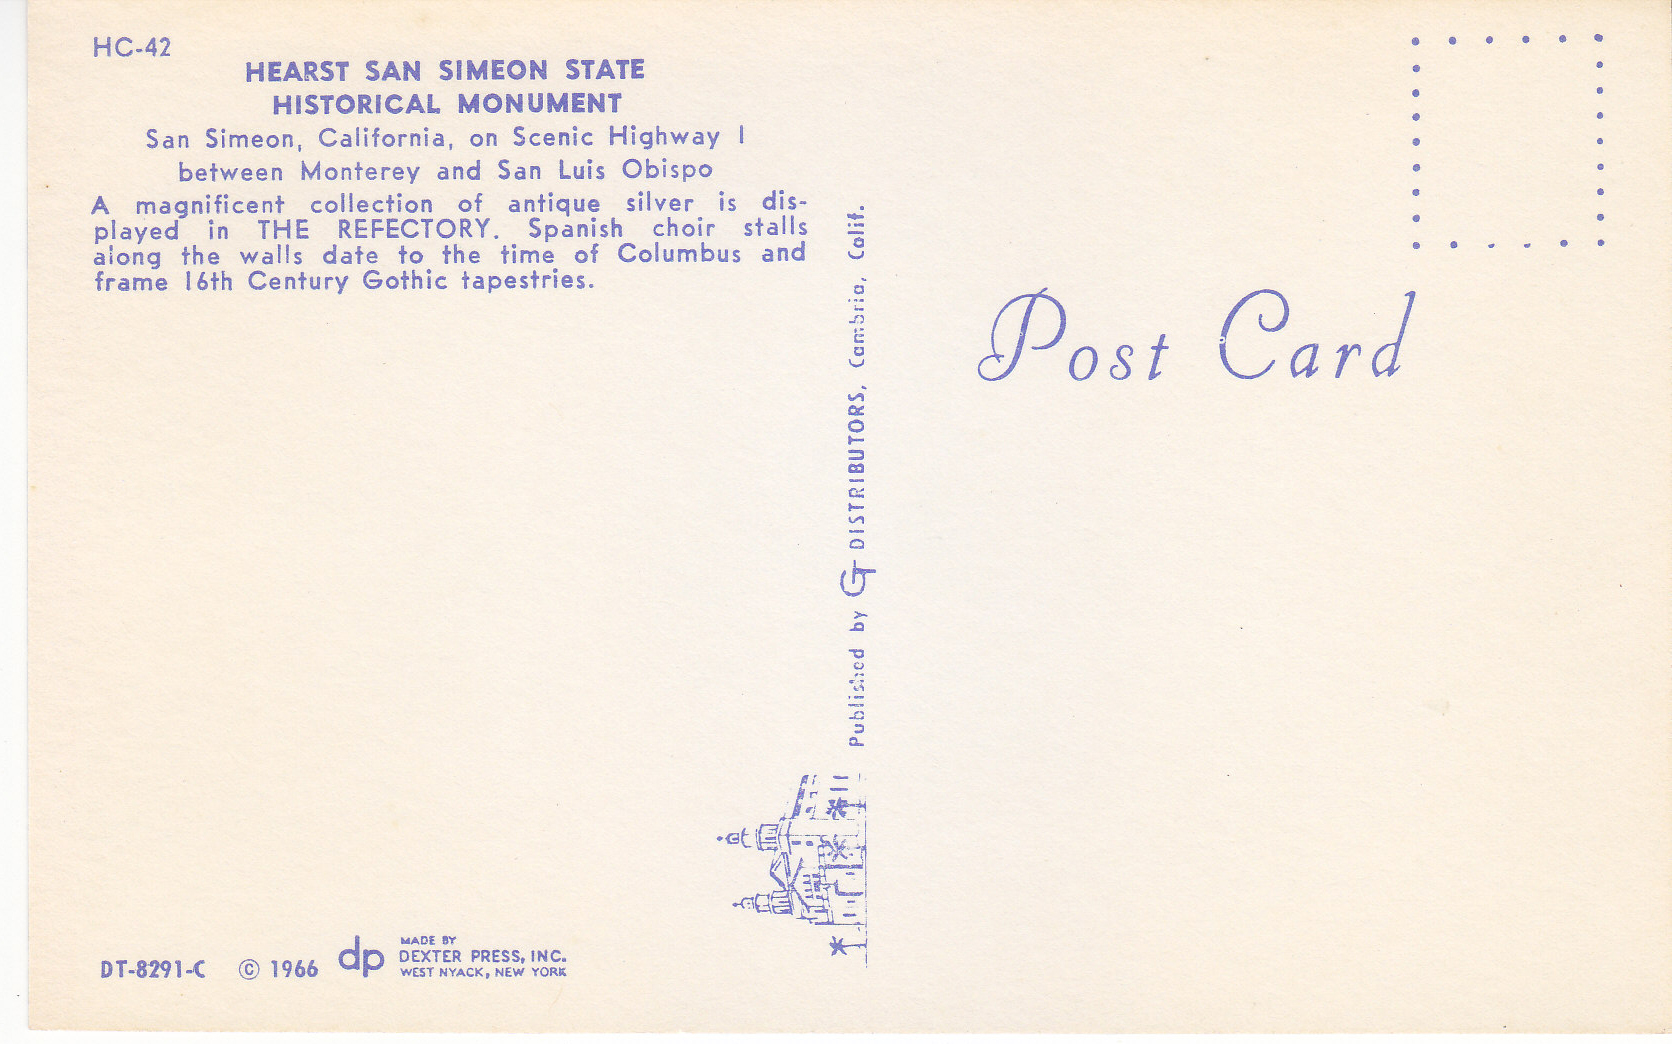 HC-42
HEARST SAN SIMEON STATE
HISTORICAL MONUMENT
San Simeon, California, on Scenic Highway 1
between Monterey and San Luis Obispo
A magnificent collection of antique silver is dis-
played in THE REFECTORY. Spanish choir stalls
along the walls date to the time of Columbus and
frame 16th Century Gothic tapestries.
DT-8291-C © 1966 dp MADE BY
DEXTER PRESS, INC.
WEST NYACK, NEW YORK
Published by GT DISTRIBUTORS, Cambria, Calif.
Post Card